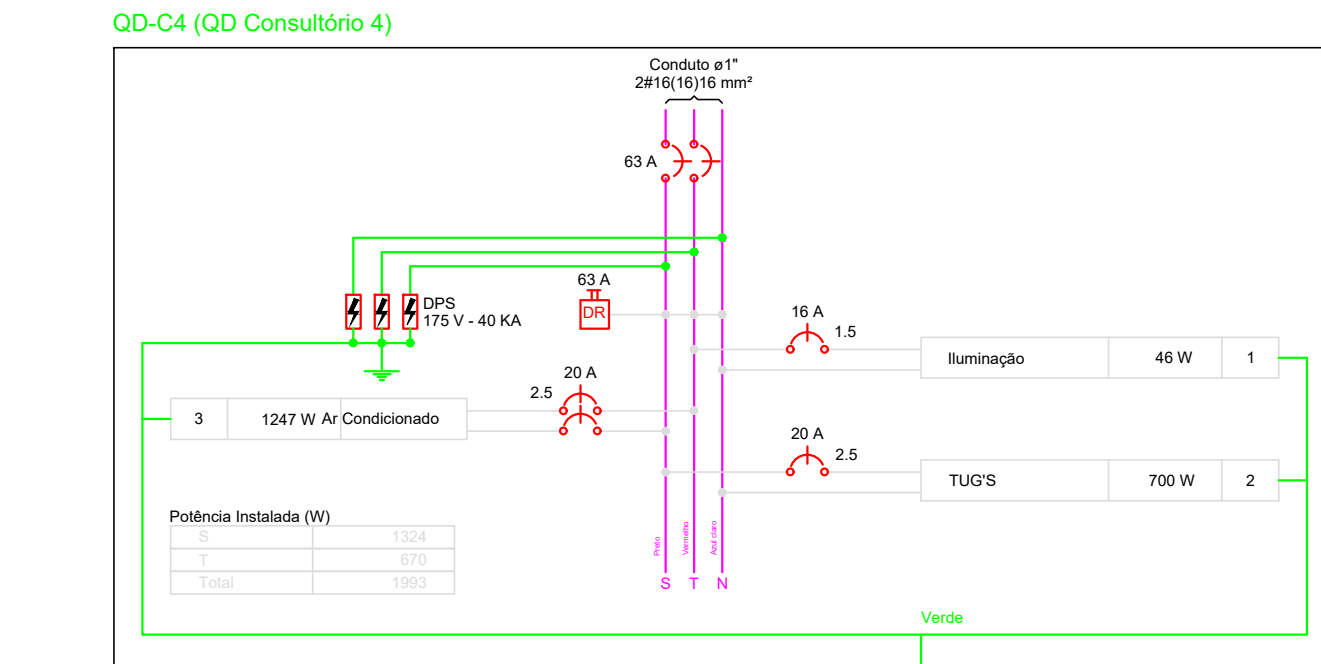 QD-C4 (QD Consultório 4)
Conduto ø1"
2#16(16)16 mm²
63 A
63 A
DR
DPS
175 V - 40 KA
16 A
1.5
Iluminação 46 W 1
20 A
2.5
3 1247 W Ar Condicionado
20 A
2.5
TUG'S 700 W 2
Potência Instalada (W)
S 1324
T 670
Total 1993
Preto
Vermelho
Azul claro
S T N
Verde